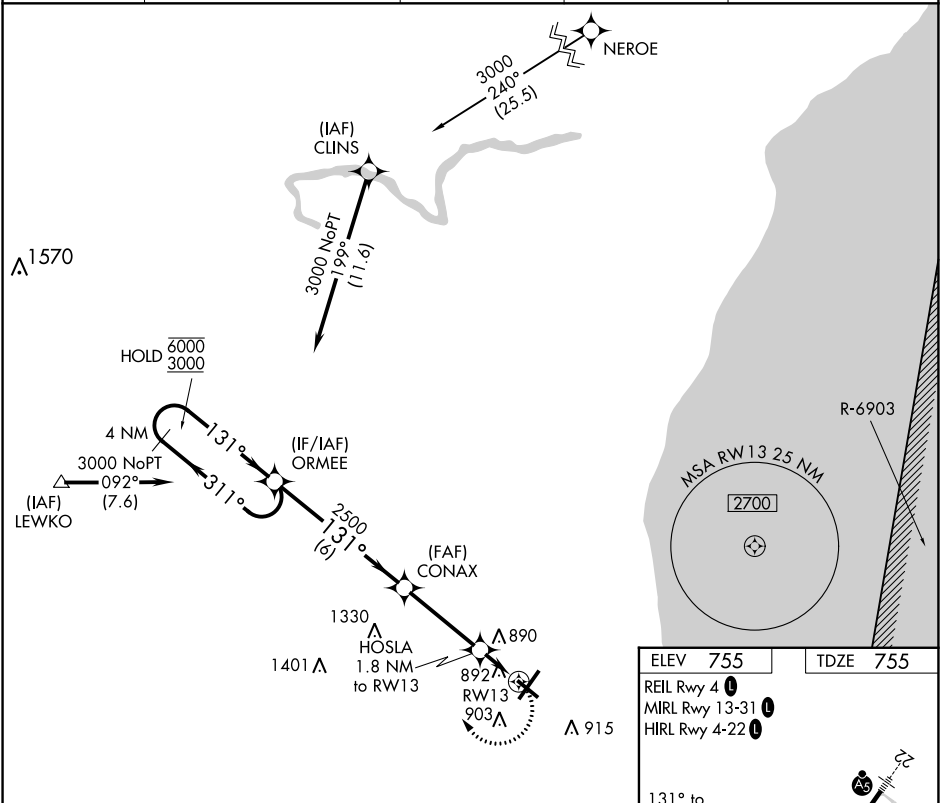 NEROE
3000
240°
(25.5)
(IAF)
CLINS
3000 NoPT
199°
(11.6)
1570
HOLD 6000
3000
4 NM
131°
311°
3000 NoPT
092°
(7.6)
(IAF)
LEWKO
(IF/IAF)
ORMEE
2500
131°
(6)
(FAF)
CONAX
R-6903
MSA RW13 25 NM
2700
1330
HOSLA
1.8 NM
to RW13
1401
890
892
RW13
903
915
ELEV 755
TDZE 755
REIL Rwy 4 L
MIRL Rwy 13-31 L
HIRL Rwy 4-22 L
22
A5
131° to